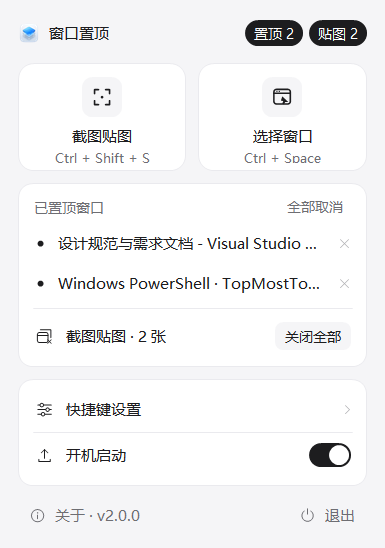 窗口置顶
置顶 2 贴图 2
截图贴图
Ctrl + Shift + S
选择窗口
Ctrl + Space
已置顶窗口 全部取消
设计规范与需求文档 - Visual Studio ...
Windows PowerShell · TopMostTo...
截图贴图 · 2 张 关闭全部
快捷键设置
开机启动
关于 · v2.0.0 退出